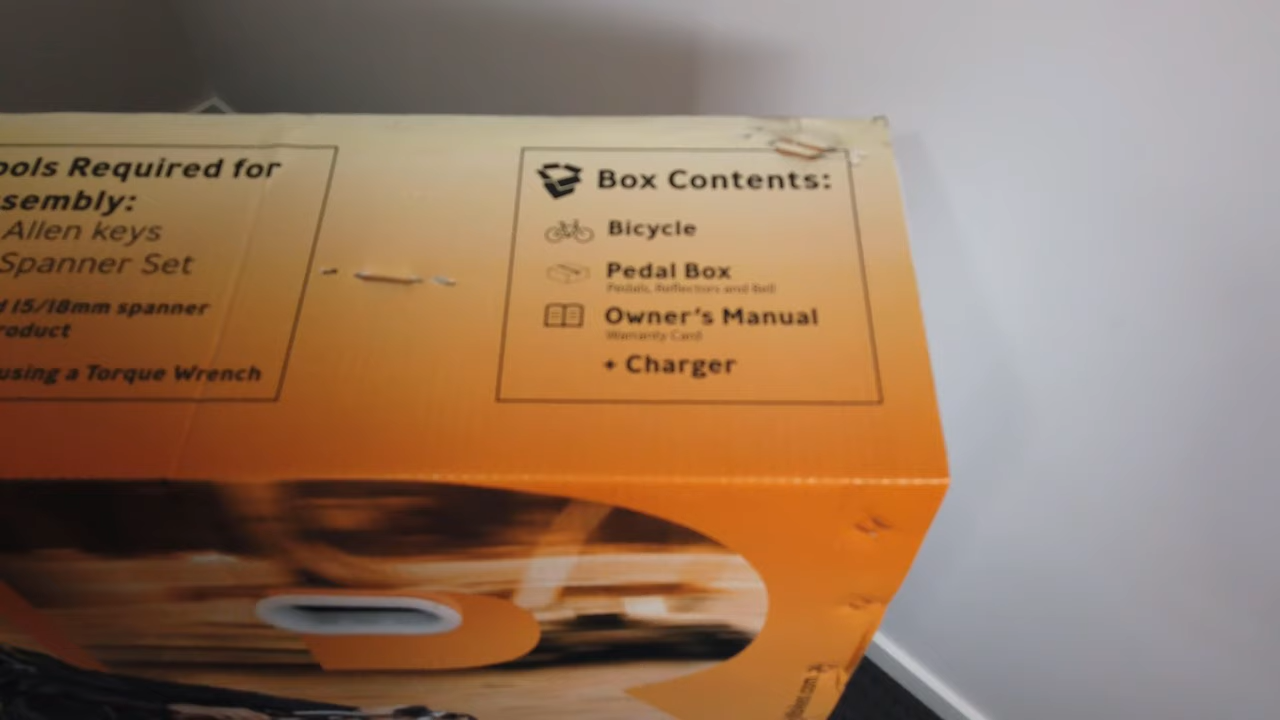 ools Required for
ssembly:
Allen keys
Spanner Set
d 15/18mm spanner
roduct
using a Torque Wrench
Box Contents:
Bicycle
Pedal Box
Pedals, Reflectors and Bell
Owner's Manual
Warranty Card
+ Charger